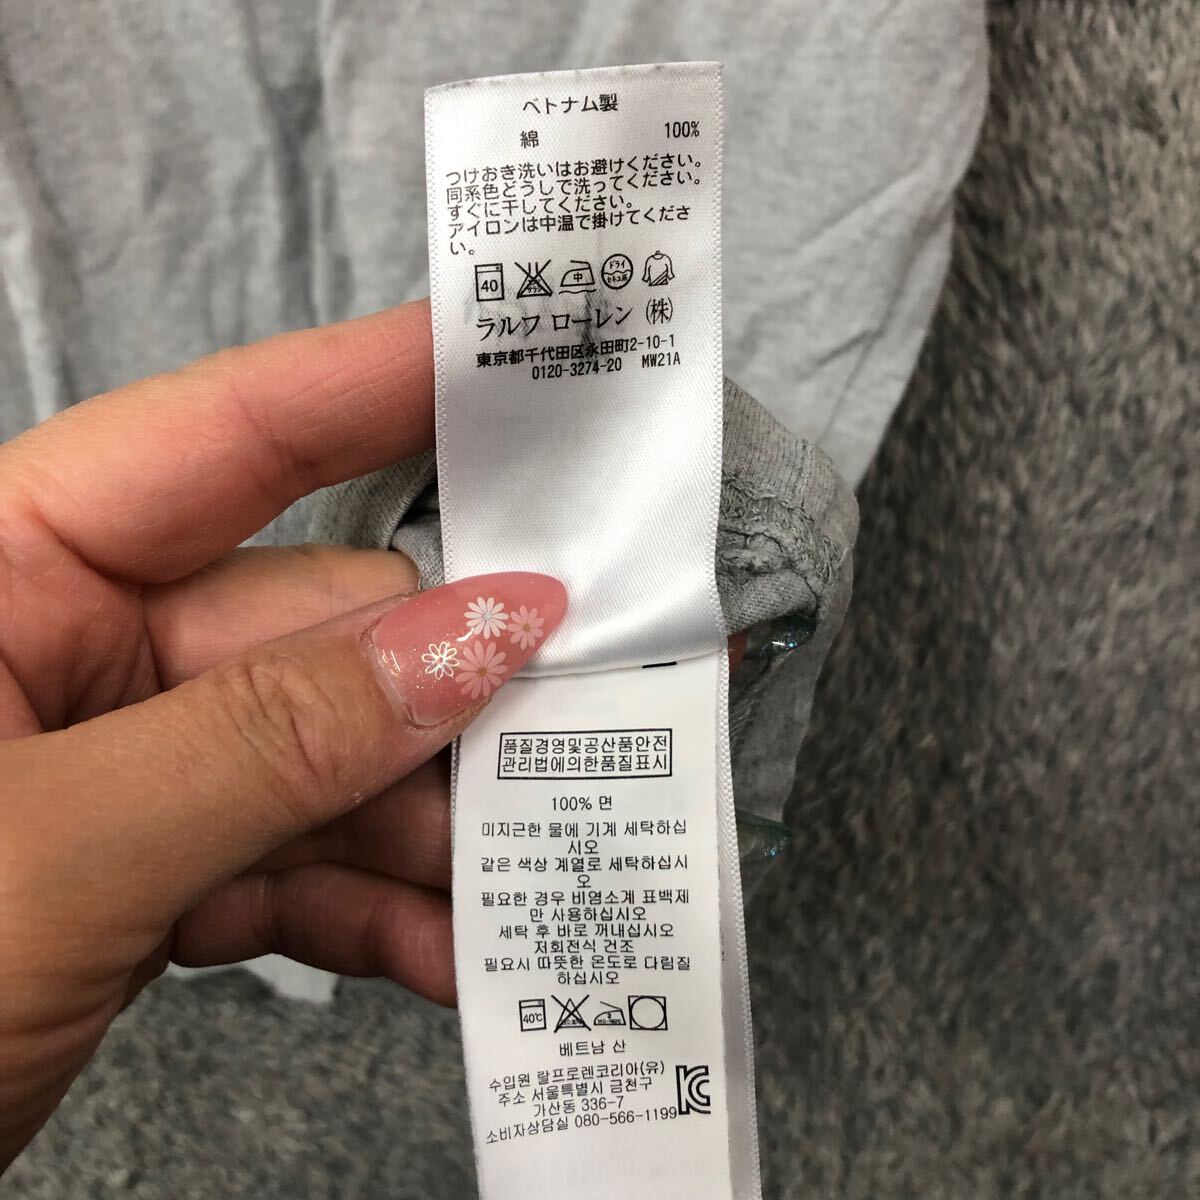 ベトナム製
綿 100%
つけおき洗いはお避けください。
同系色どうしで洗ってください。
すぐに干してください。
アイロンは中温で掛けてくださ
い。
40 中 ドライ
ラルフ ローレン (株)
東京都千代田区永田町2-10-1
0120-3274-20 MW21A
품질경영및공산품안전
관리법에의한품질표시
100% 면
미지근한 물에 기계 세탁하십
시오
같은 색상 계열로 세탁하십시
오
필요한 경우 비염소계 표백제
만 사용하십시오
세탁 후 바로 꺼내십시오
저회전식 건조
필요시 따뜻한 온도로 다림질
하십시오
40℃
베트남 산
수입원 랄프로렌코리아(유)
주소 서울특별시 금천구
가산동 336-7
소비자상담실 080-566-1199